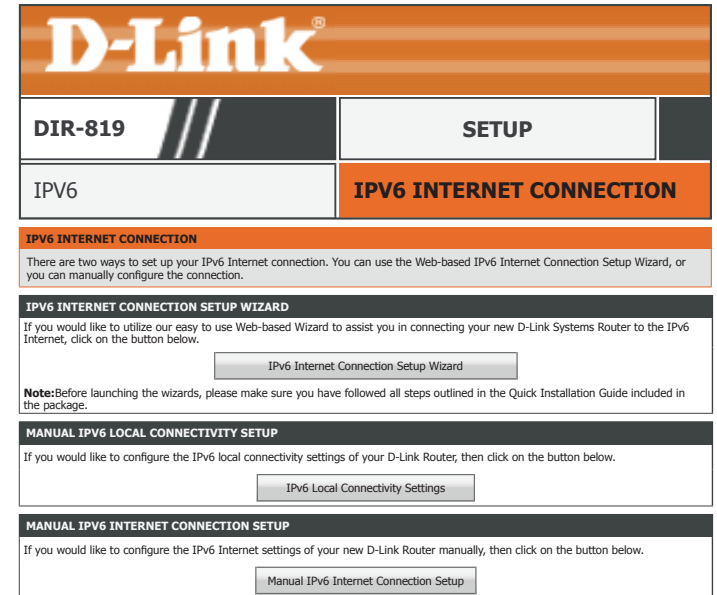 D-Link®
DIR-819
SETUP
IPV6
IPV6 INTERNET CONNECTION
IPV6 INTERNET CONNECTION
There are two ways to set up your IPv6 Internet connection. You can use the Web-based IPv6 Internet Connection Setup Wizard, or
you can manually configure the connection.
IPV6 INTERNET CONNECTION SETUP WIZARD
If you would like to utilize our easy to use Web-based Wizard to assist you in connecting your new D-Link Systems Router to the IPv6
Internet, click on the button below.
IPv6 Internet Connection Setup Wizard
Note:Before launching the wizards, please make sure you have followed all steps outlined in the Quick Installation Guide included in
the package.
MANUAL IPV6 LOCAL CONNECTIVITY SETUP
If you would like to configure the IPv6 local connectivity settings of your D-Link Router, then click on the button below.
IPv6 Local Connectivity Settings
MANUAL IPV6 INTERNET CONNECTION SETUP
If you would like to configure the IPv6 Internet settings of your new D-Link Router manually, then click on the button below.
Manual IPv6 Internet Connection Setup